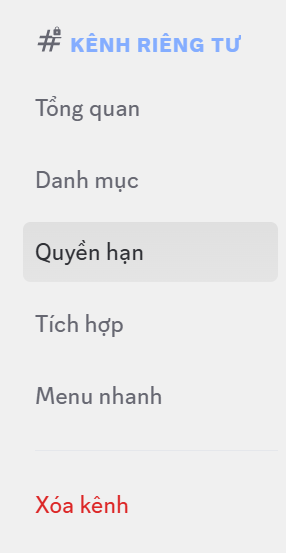 KÊNH RIÊNG TƯ
Tổng quan
Danh mục
Quyền hạn
Tích hợp
Menu nhanh
Xóa kênh